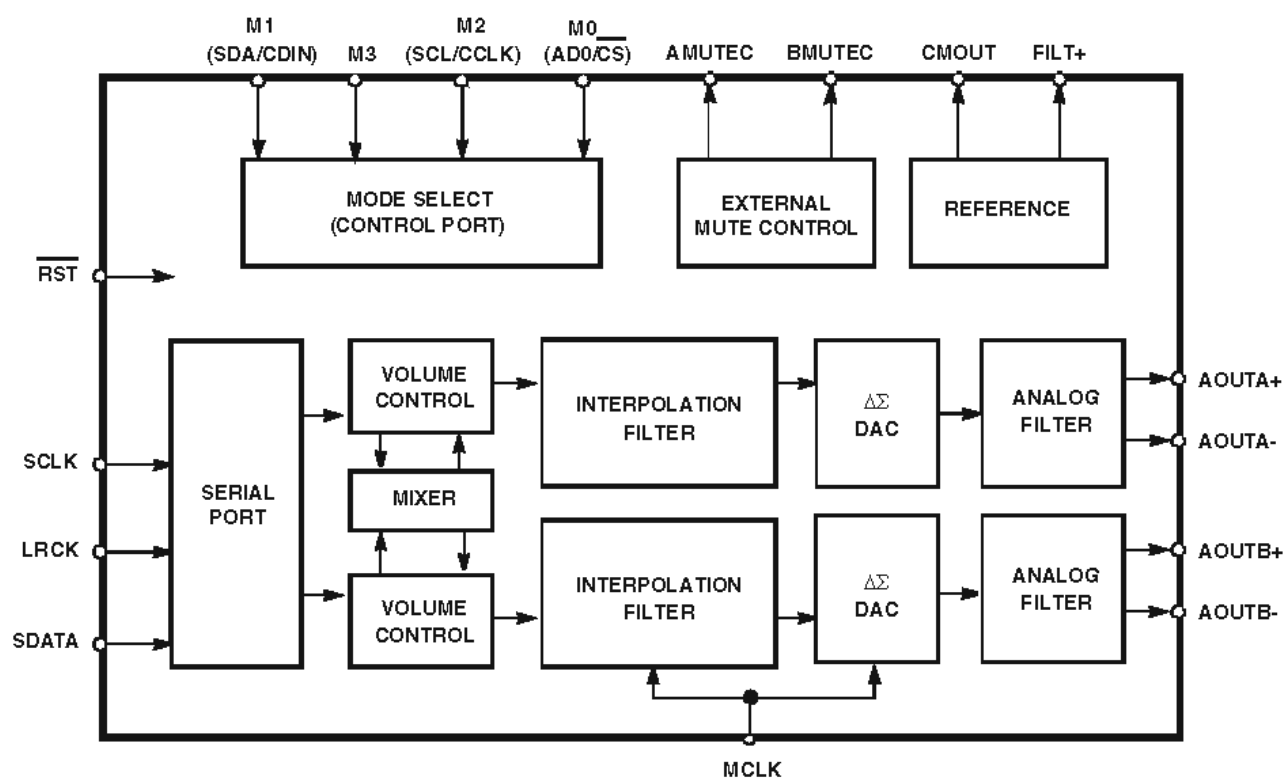 M1
(SDA/CDIN)
M3
M2
(SCL/CCLK)
M0
(AD0/C̅S̅)
AMUTEC
BMUTEC
CMOUT
FILT+
MODE SELECT
(CONTROL PORT)
EXTERNAL
MUTE CONTROL
REFERENCE
R̅S̅T̅
SCLK
LRCK
SDATA
SERIAL
PORT
VOLUME
CONTROL
MIXER
VOLUME
CONTROL
INTERPOLATION
FILTER
INTERPOLATION
FILTER
ΔΣ
DAC
ΔΣ
DAC
ANALOG
FILTER
ANALOG
FILTER
AOUTA+
AOUTA-
AOUTB+
AOUTB-
MCLK